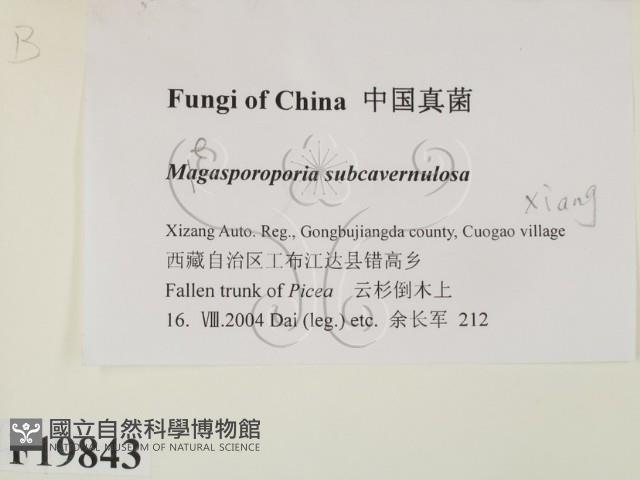 B
Fungi of China 中国真菌
Magasporoporia subcavernulosa
e
xiang
Xizang Auto. Reg., Gongbujiangda county, Cuogao village
西藏自治区工布江达县错高乡
Fallen trunk of Picea 云杉倒木上
16. Ⅷ.2004 Dai (leg.) etc. 余长军 212
國立自然科學博物館
NATIONAL MUSEUM OF NATURAL SCIENCE
F19843